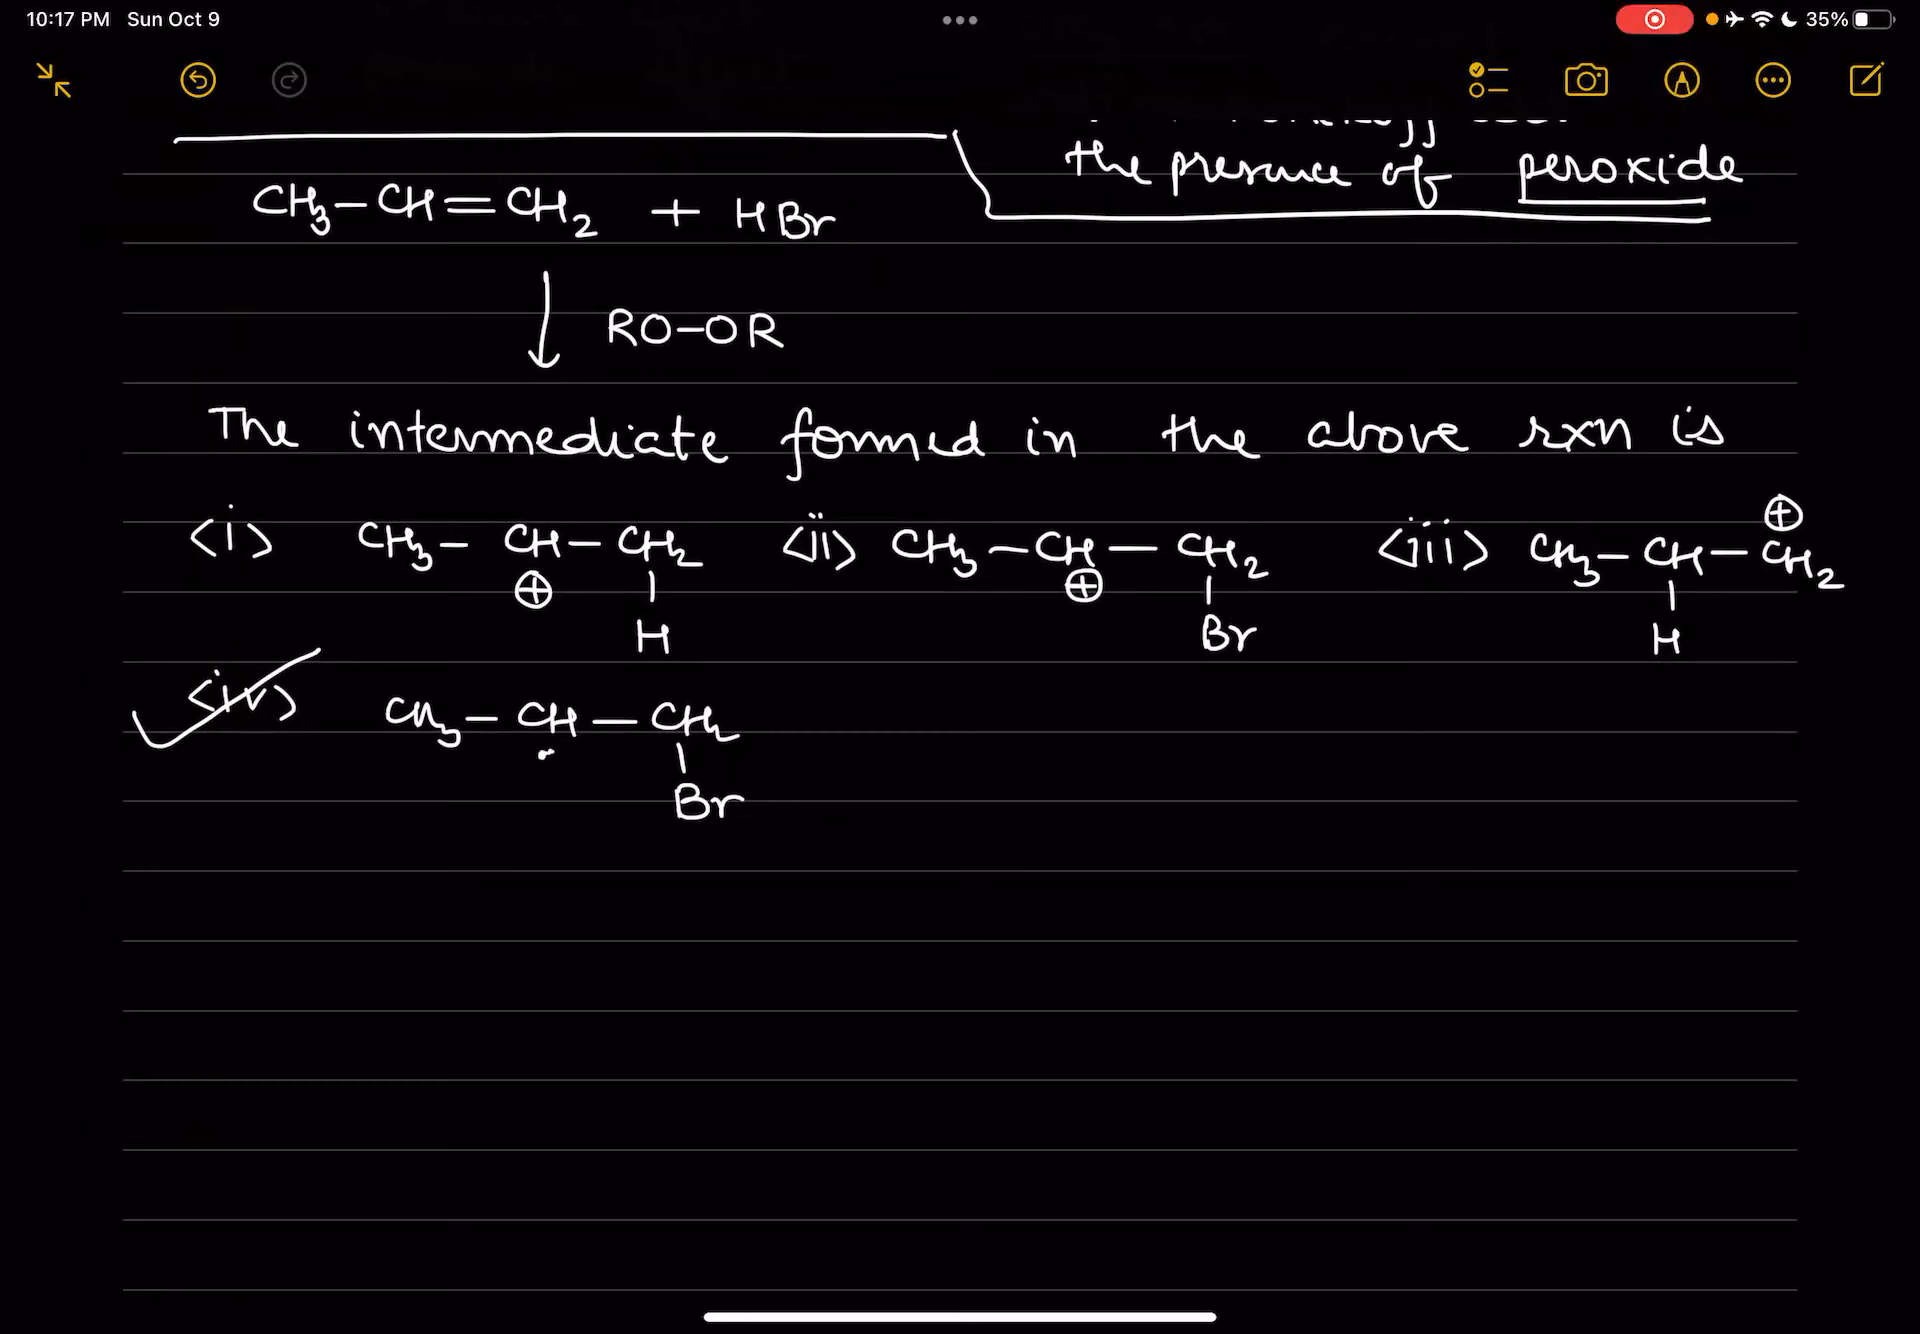 10:17 PM Sun Oct 9
35%
the presence of peroxide
CH₃–CH=CH₂ + HBr
↓ RO–OR
The intermediate formed in the above rxn is
<i> CH₃–CH–CH₂ <ii> CH₃–CH–CH₂ <iii> CH₃–CH–CH₂
⊕ | ⊕ | | ⊕
H Br H
<iv> CH₃–CH–CH₂
• |
Br